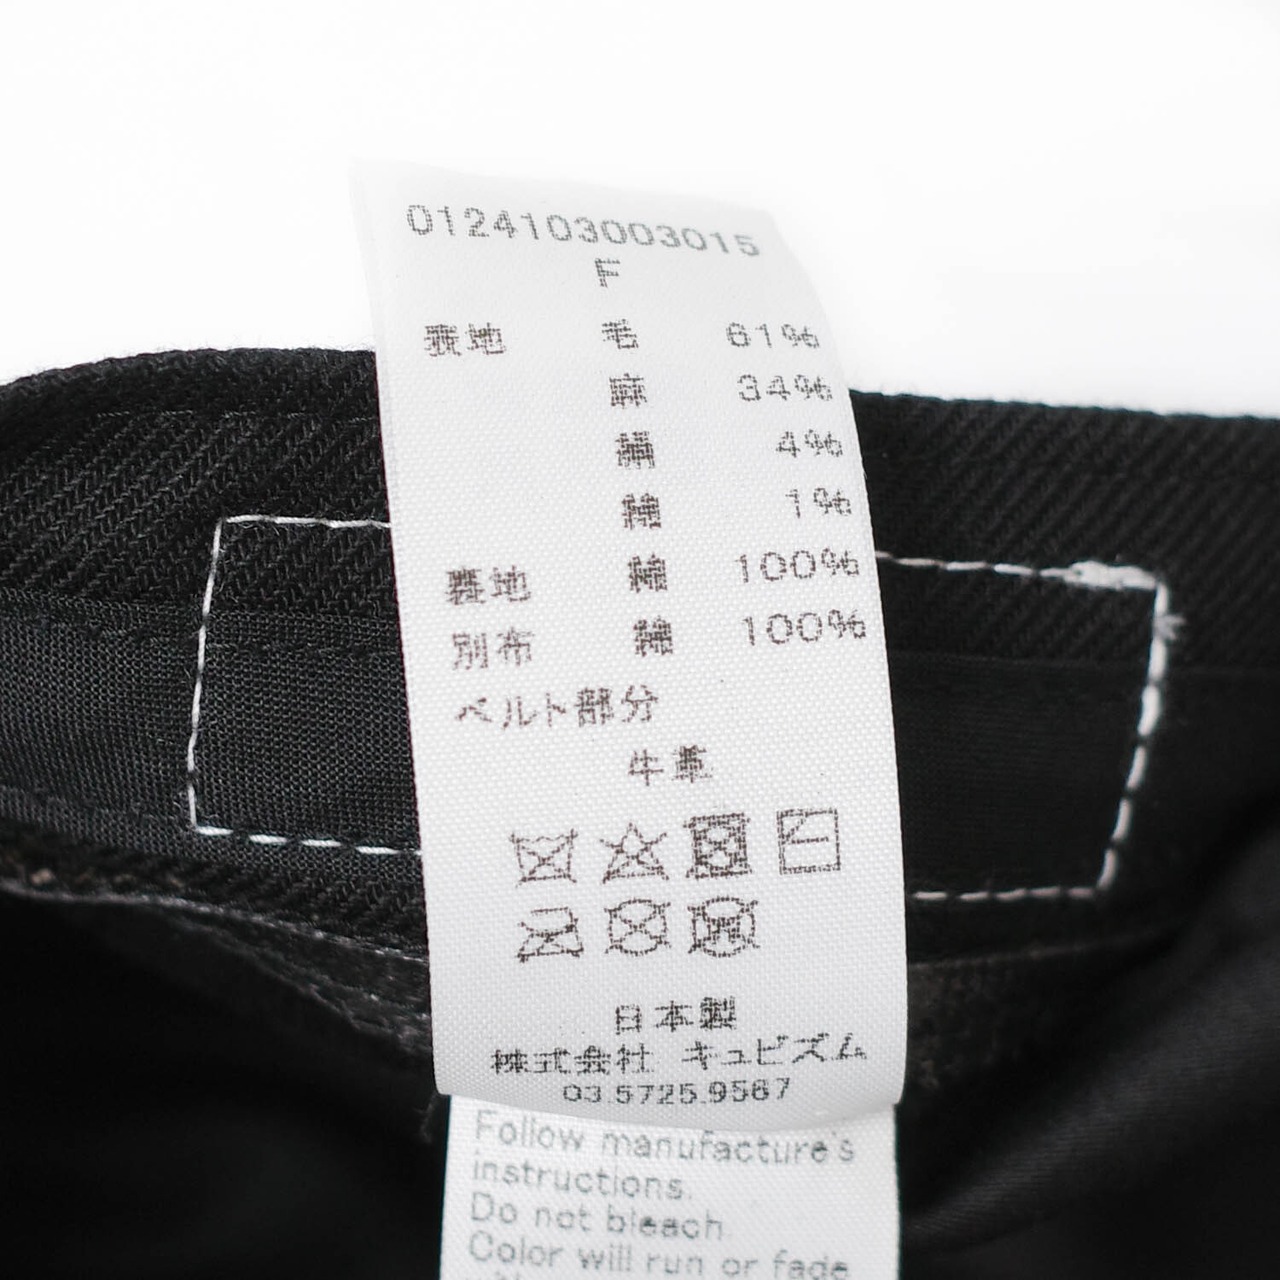 0124103003015
F
表地 毛 61%
麻 34%
絹 4%
綿 1%
裏地 綿 100%
別布 綿 100%
ベルト部分
牛革
日本製
株式会社 キュビズム
03.5725.9567
Follow manufacture's
instructions.
Do not bleach.
Color will run or fade